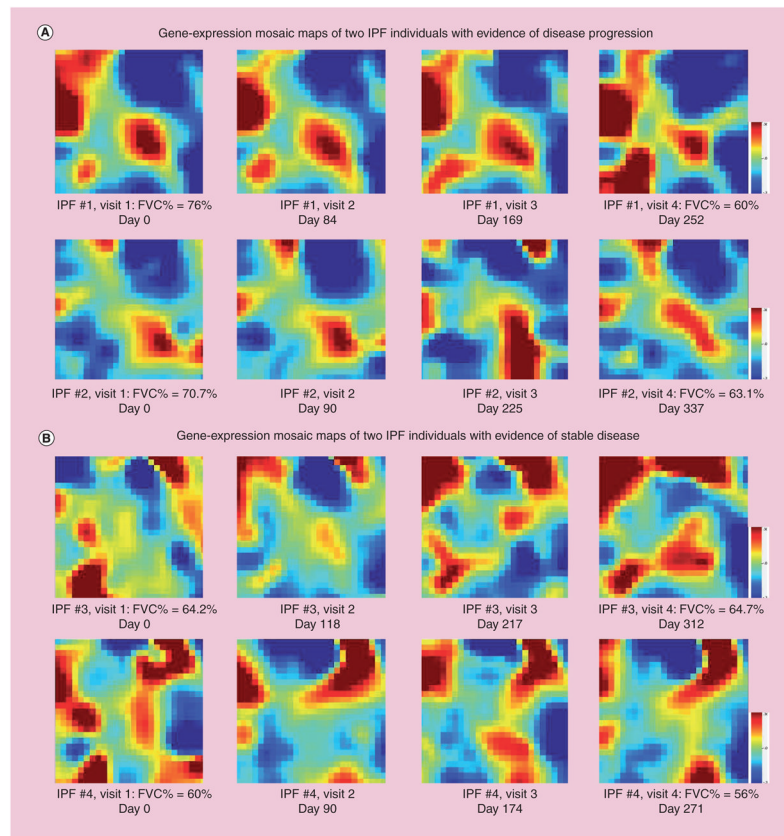 A Gene-expression mosaic maps of two IPF individuals with evidence of disease progression
IPF #1, visit 1: FVC% = 76%
Day 0
IPF #1, visit 2
Day 84
IPF #1, visit 3
Day 169
IPF #1, visit 4: FVC% = 60%
Day 252
IPF #2, visit 1: FVC% = 70.7%
Day 0
IPF #2, visit 2
Day 90
IPF #2, visit 3
Day 225
IPF #2, visit 4: FVC% = 63.1%
Day 337
B Gene-expression mosaic maps of two IPF individuals with evidence of stable disease
IPF #3, visit 1: FVC% = 64.2%
Day 0
IPF #3, visit 2
Day 118
IPF #3, visit 3
Day 217
IPF #3, visit 4: FVC% = 64.7%
Day 312
IPF #4, visit 1: FVC% = 60%
Day 0
IPF #4, visit 2
Day 90
IPF #4, visit 3
Day 174
IPF #4, visit 4: FVC% = 56%
Day 271